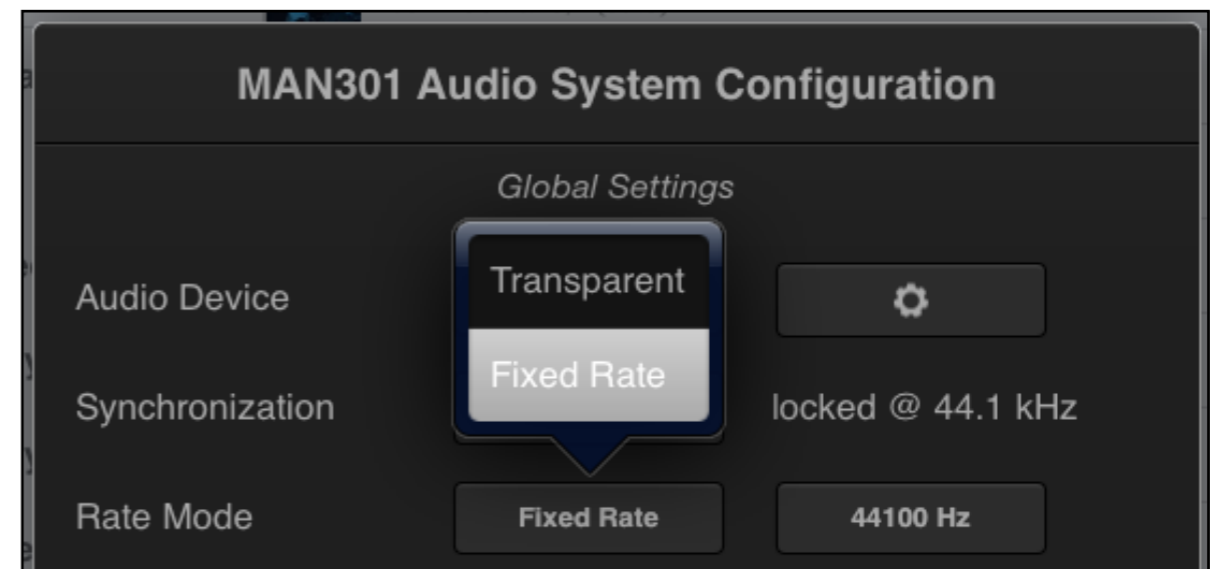 MAN301 Audio System Configuration
Global Settings
Transparent
Fixed Rate
Audio Device
Synchronization
locked @ 44.1 kHz
Rate Mode
Fixed Rate
44100 Hz